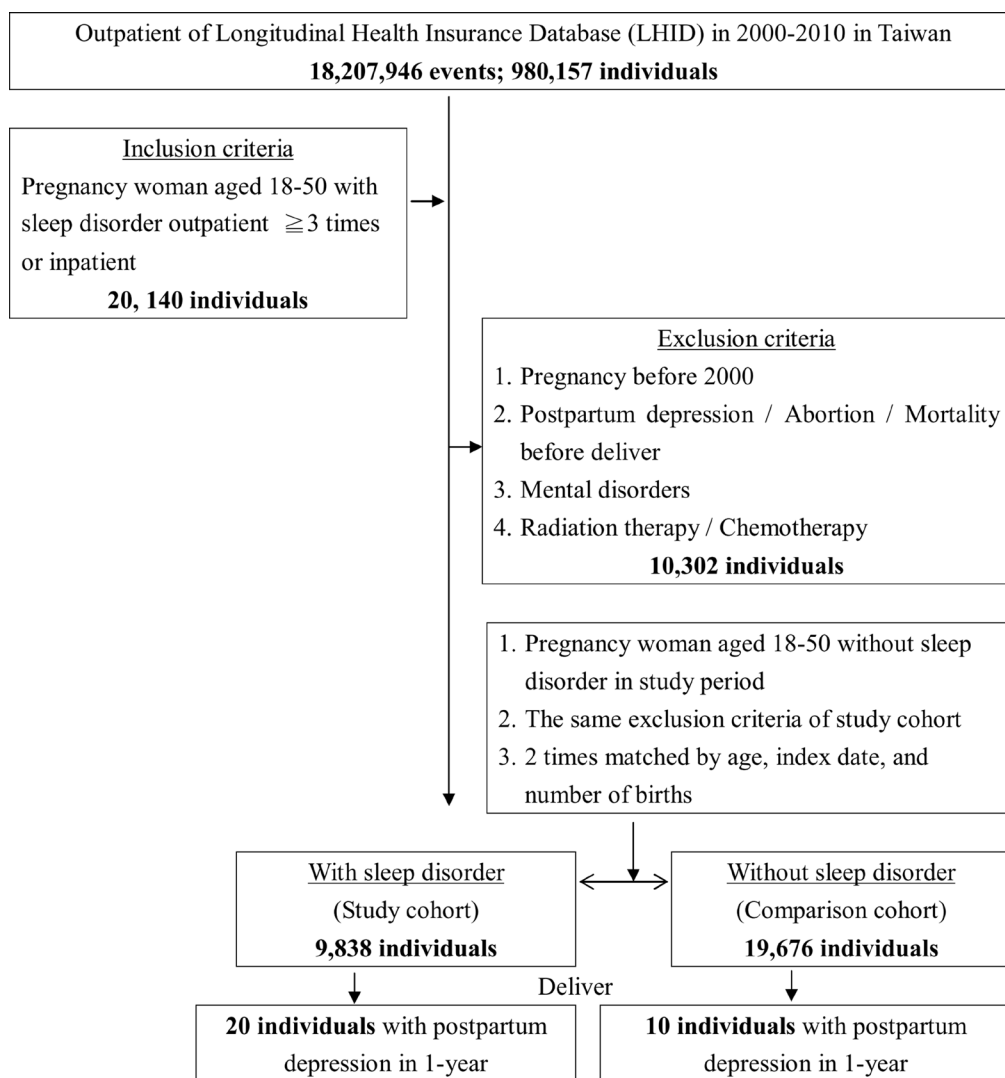 Outpatient of Longitudinal Health Insurance Database (LHID) in 2000-2010 in Taiwan
18,207,946 events; 980,157 individuals
Inclusion criteria
Pregnancy woman aged 18-50 with
sleep disorder outpatient ≧3 times
or inpatient
20, 140 individuals
Exclusion criteria
1. Pregnancy before 2000
2. Postpartum depression / Abortion / Mortality
before deliver
3. Mental disorders
4. Radiation therapy / Chemotherapy
10,302 individuals
1. Pregnancy woman aged 18-50 without sleep
disorder in study period
2. The same exclusion criteria of study cohort
3. 2 times matched by age, index date, and
number of births
With sleep disorder
(Study cohort)
9,838 individuals
Without sleep disorder
(Comparison cohort)
19,676 individuals
Deliver
20 individuals with postpartum
depression in 1-year
10 individuals with postpartum
depression in 1-year